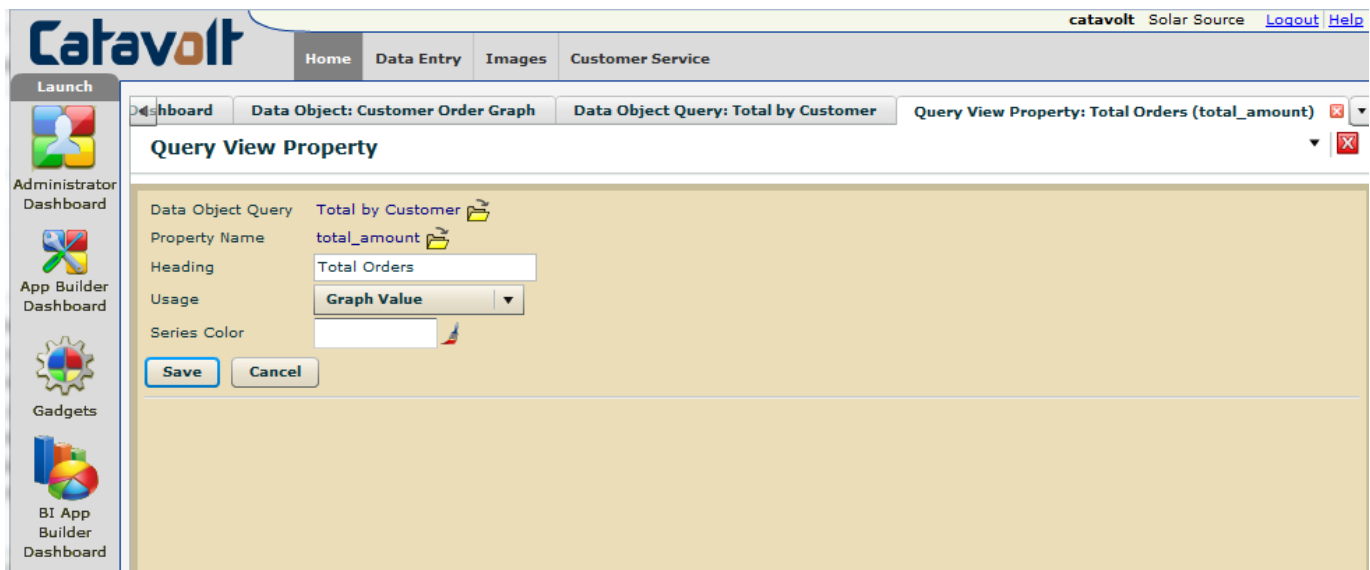 catavolt Solar Source Logout Help
Catavolt
Home Data Entry Images Customer Service
Launch
shboard Data Object: Customer Order Graph Data Object Query: Total by Customer Query View Property: Total Orders (total_amount)
Query View Property
Administrator
Dashboard
Data Object Query Total by Customer
Property Name total_amount
Heading Total Orders
App Builder
Dashboard
Usage Graph Value
Series Color
Save Cancel
Gadgets
BI App
Builder
Dashboard